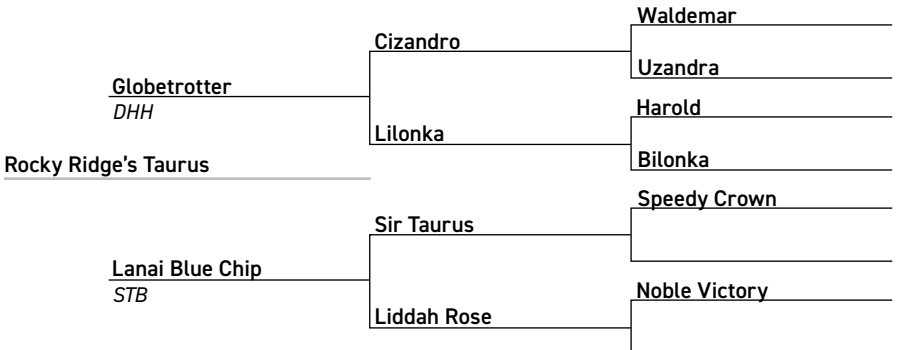 Waldemar
Cizandro
Uzandra
Globetrotter
DHH
Harold
Lilonka
Bilonka
Rocky Ridge's Taurus
Speedy Crown
Sir Taurus
Lanai Blue Chip
STB
Noble Victory
Liddah Rose